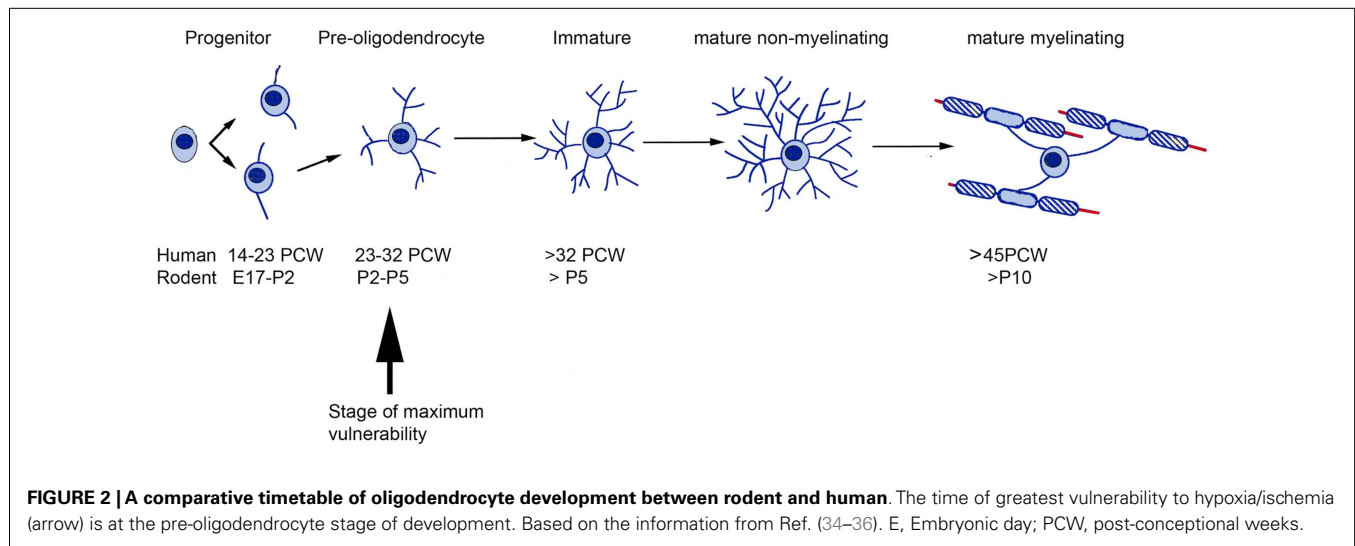 Progenitor Pre-oligodendrocyte Immature mature non-myelinating mature myelinating
Human 14-23 PCW 23-32 PCW >32 PCW >45PCW
Rodent E17-P2 P2-P5 > P5 >P10
Stage of maximum
vulnerability
FIGURE 2 | A comparative timetable of oligodendrocyte development between rodent and human. The time of greatest vulnerability to hypoxia/ischemia
(arrow) is at the pre-oligodendrocyte stage of development. Based on the information from Ref. (34–36). E, Embryonic day; PCW, post-conceptional weeks.